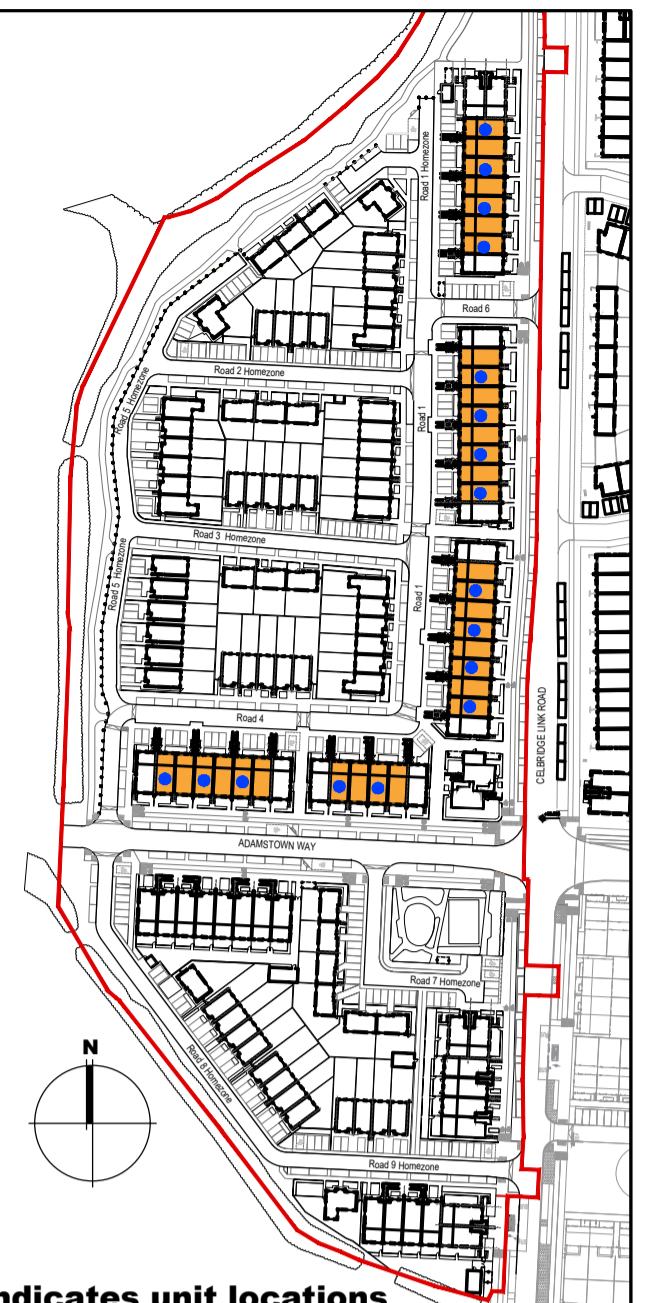 Road 1 Homezone
Road 6
Road 2 Homezone
Road 5 Homezone
Road 1
Road 3 Homezone
Road 5 Homezone
Road 1
Road 4
CELBRIDGE LINK ROAD
ADAMSTOWN WAY
Road 7 Homezone
N
Road 8 Homezone
Road 9 Homezone
ndicates unit locations